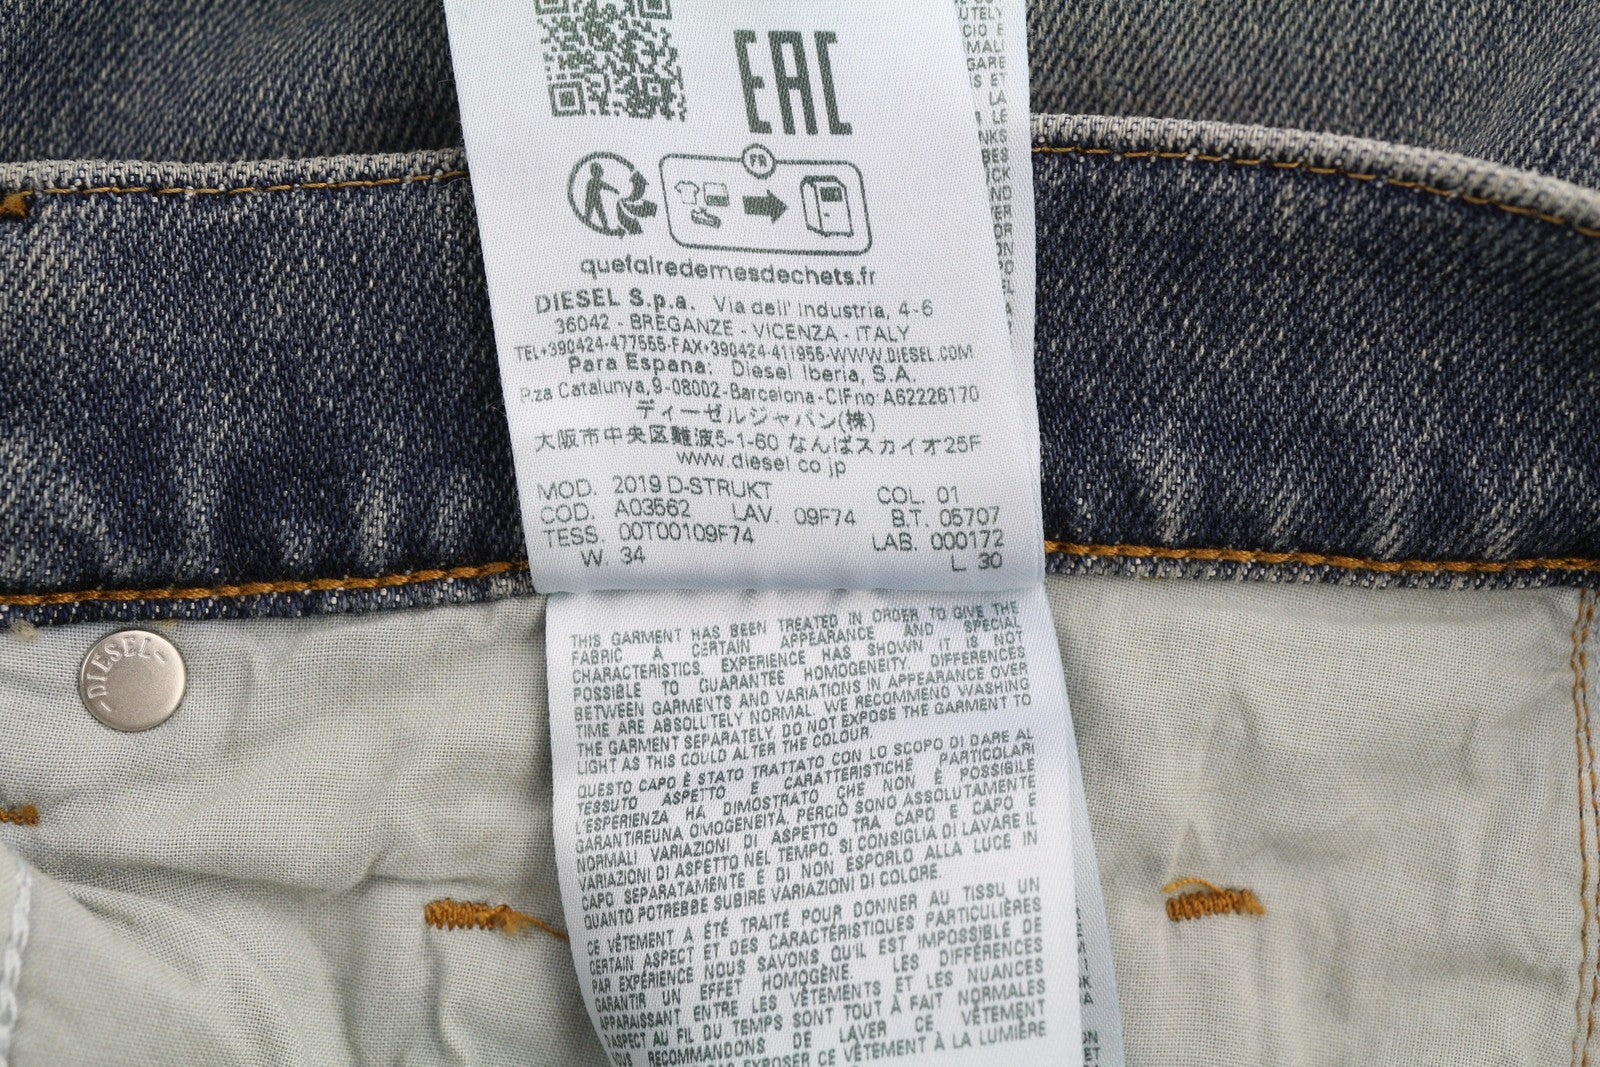 EAC
FR
quefairedemesdechets.fr
DIESEL S.p.a. Via dell' Industria, 4-6
36042 - BREGANZE - VICENZA - ITALY
TEL+390424-477555-FAX+390424-411955-WWW.DIESEL.COM
Para Espana: Diesel Iberia, S.A.
P.za Catalunya,9-08002-Barcelona-CIFno A62226170
ディーゼルジャパン(株)
大阪市中央区難波5-1-60 なんばスカイオ25F
www.diesel.co.jp
MOD. 2019 D-STRUKT COL. 01
COD. A03562 LAV. 09F74 B.T. 05707
TESS. 00T00109F74 LAB. 000172
W. 34 L 30
-DIESEL-
THIS GARMENT HAS BEEN TREATED IN ORDER TO GIVE THE
FABRIC A CERTAIN APPEARANCE AND SPECIAL
CHARACTERISTICS. EXPERIENCE HAS SHOWN IT IS NOT
POSSIBLE TO GUARANTEE HOMOGENEITY. DIFFERENCES
BETWEEN GARMENTS AND VARIATIONS IN APPEARANCE OVER
TIME ARE ABSOLUTELY NORMAL. WE RECOMMEND WASHING
THE GARMENT SEPARATELY. DO NOT EXPOSE THE GARMENT TO
LIGHT AS THIS COULD ALTER THE COLOUR.
QUESTO CAPO È STATO TRATTATO CON LO SCOPO DI DARE AL
TESSUTO ASPETTO E CARATTERISTICHE PARTICOLARI
L'ESPERIENZA HA DIMOSTRATO CHE NON È POSSIBILE
GARANTIREUNA OMOGENEITÀ, PERCIÒ SONO ASSOLUTAMENTE
NORMALI VARIAZIONI DI ASPETTO TRA CAPO E CAPO E
VARIAZIONI DI ASPETTO NEL TEMPO. SI CONSIGLIA DI LAVARE IL
CAPO SEPARATAMENTE E DI NON ESPORLO ALLA LUCE IN
QUANTO POTREBBE SUBIRE VARIAZIONI DI COLORE.
CE VÊTEMENT A ÉTÉ TRAITÉ POUR DONNER AU TISSU UN
CERTAIN ASPECT ET DES CARACTÉRISTIQUES PARTICULIÈRES
PAR EXPÉRIENCE NOUS SAVONS QU'IL EST IMPOSSIBLE DE
GARANTIR UN EFFET HOMOGÈNE. LES DIFFÉRENCES
APPARAISSANT ENTRE LES VÊTEMENTS ET LES NUANCES
D'ASPECT AU FIL DU TEMPS SONT TOUT À FAIT NORMALES
NOUS RECOMMANDONS DE LAVER CE VÊTEMENT
EXPOSER CE VÊTEMENT À LA LUMIÈRE